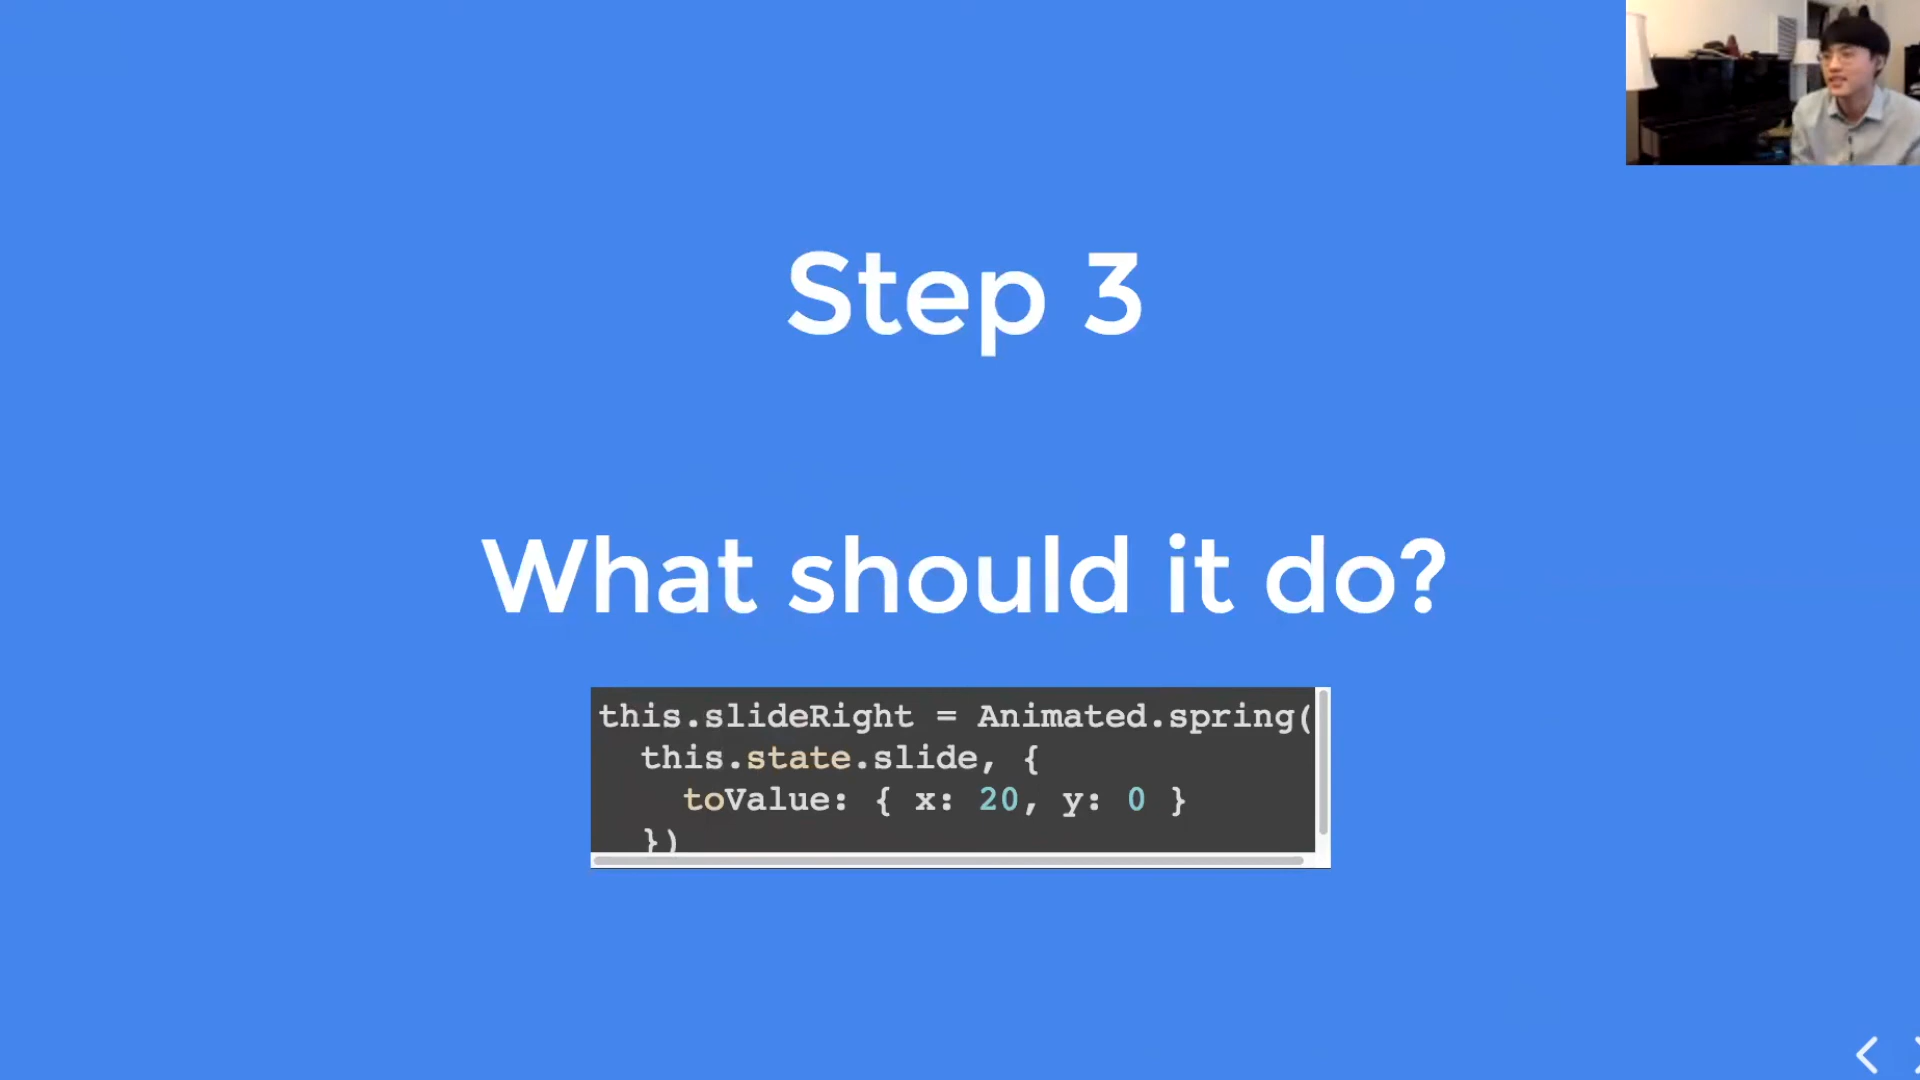 Step 3
What should it do?
this.slideRight = Animated.spring(
this.state.slide, {
toValue: { x: 20, y: 0 }
})